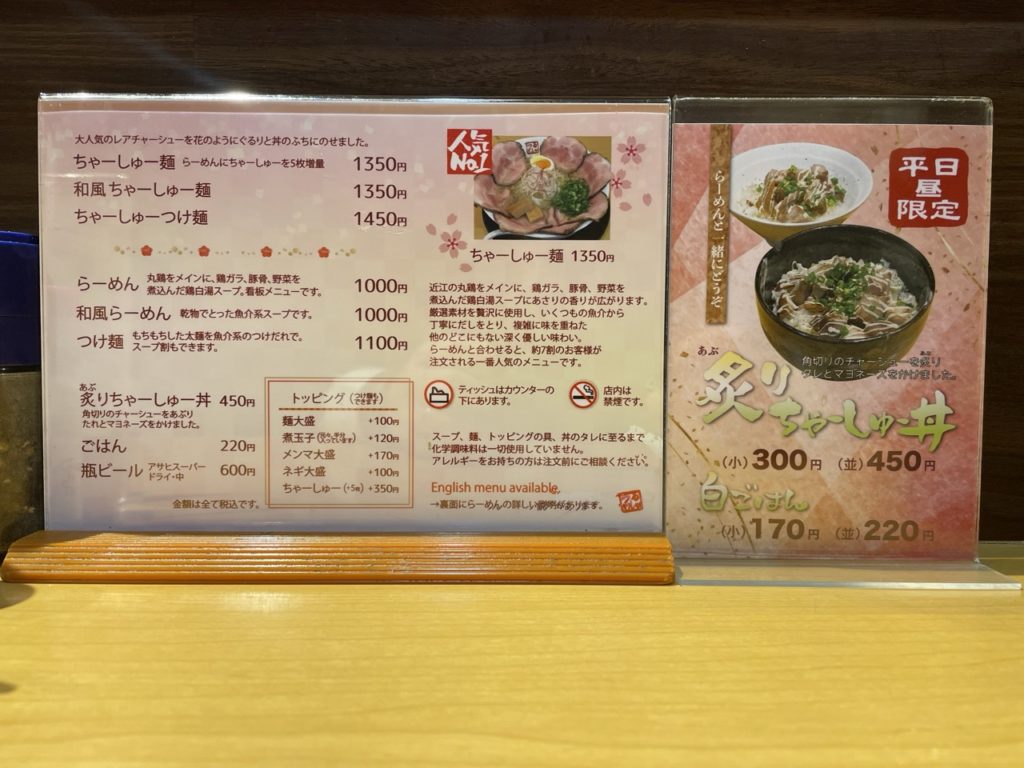 大人気のレアチャーシューを花のようにぐるりと丼のふちにのせました。
ちゃーしゅー麺 らーめんにちゃーしゅーを5枚増量 1350円
和風ちゃーしゅー麺 1350円
ちゃーしゅーつけ麺 1450円
らーめん 丸鶏をメインに、鶏ガラ、豚骨、野菜を
煮込んだ鶏白湯スープ。看板メニューです。 1000円
和風らーめん 乾物でとった魚介系スープです。 1000円
つけ麺 もちもちした太麺を魚介系のつけだれで。
スープ割もできます。 1100円
あぶ
炙りちゃーしゅー丼 450円
角切りのチャーシューをあぶり
たれとマヨネーズをかけました。
ごはん 220円
瓶ビール アサヒスーパー
ドライ・中 600円
金額は全て税込です。
トッピング
麺大盛 +100円
煮玉子 +120円
メンマ大盛 +170円
ネギ大盛 +100円
ちゃーしゅー(+5枚) +350円
人気
No1
ちゃーしゅー麺 1350円
近江の丸鶏をメインに、鶏ガラ、豚骨、野菜を
煮込んだ鶏白湯スープにあさりの香りが広がります。
厳選素材を贅沢に使用し、いくつもの魚介から
丁寧にだしをとり、複雑に味を重ねた
他のどこにもない深く優しい味わい。
らーめんと合わせると、約7割のお客様が
注文される一番人気のメニューです。
ティッシュはカウンターの
下にあります。
店内は
禁煙です。
スープ、麺、トッピングの具、丼のタレに至るまで
化学調味料は一切使用していません。
アレルギーをお持ちの方は注文前にご相談ください。
English menu available.
→裏面にらーめんの詳しい説明があります。
らーめんと一緒にどうぞ
平日
昼
限定
角切りのチャーシューを炙り
タレとマヨネーズをかけました。
あぶ
炙りちゃーしゅー丼
(小) 300円 (並) 450円
白ごはん
(小) 170円 (並) 220円